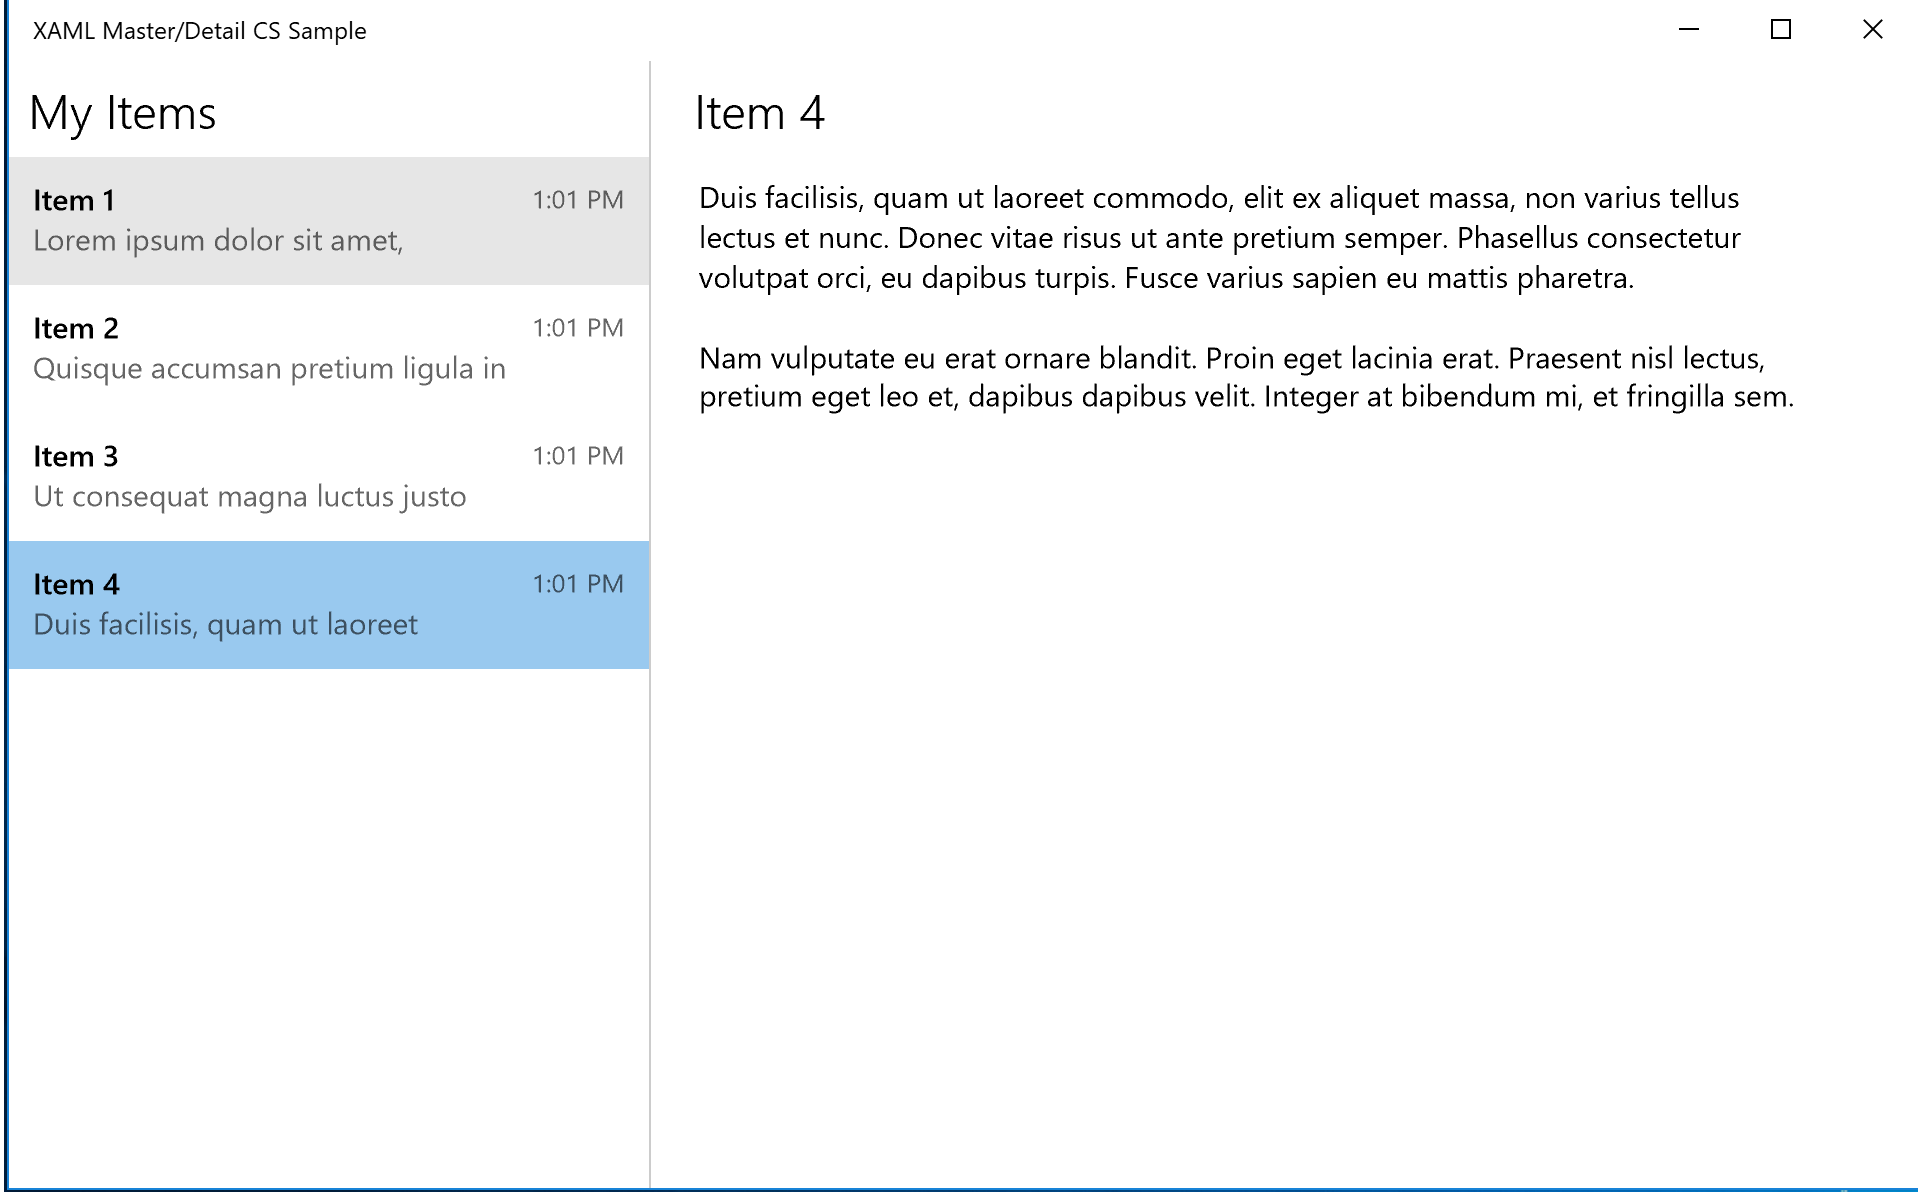 XAML Master/Detail CS Sample
My Items
Item 1 1:01 PM
Lorem ipsum dolor sit amet,
Item 2 1:01 PM
Quisque accumsan pretium ligula in
Item 3 1:01 PM
Ut consequat magna luctus justo
Item 4 1:01 PM
Duis facilisis, quam ut laoreet
Item 4
Duis facilisis, quam ut laoreet commodo, elit ex aliquet massa, non varius tellus
lectus et nunc. Donec vitae risus ut ante pretium semper. Phasellus consectetur
volutpat orci, eu dapibus turpis. Fusce varius sapien eu mattis pharetra.
Nam vulputate eu erat ornare blandit. Proin eget lacinia erat. Praesent nisl lectus,
pretium eget leo et, dapibus dapibus velit. Integer at bibendum mi, et fringilla sem.